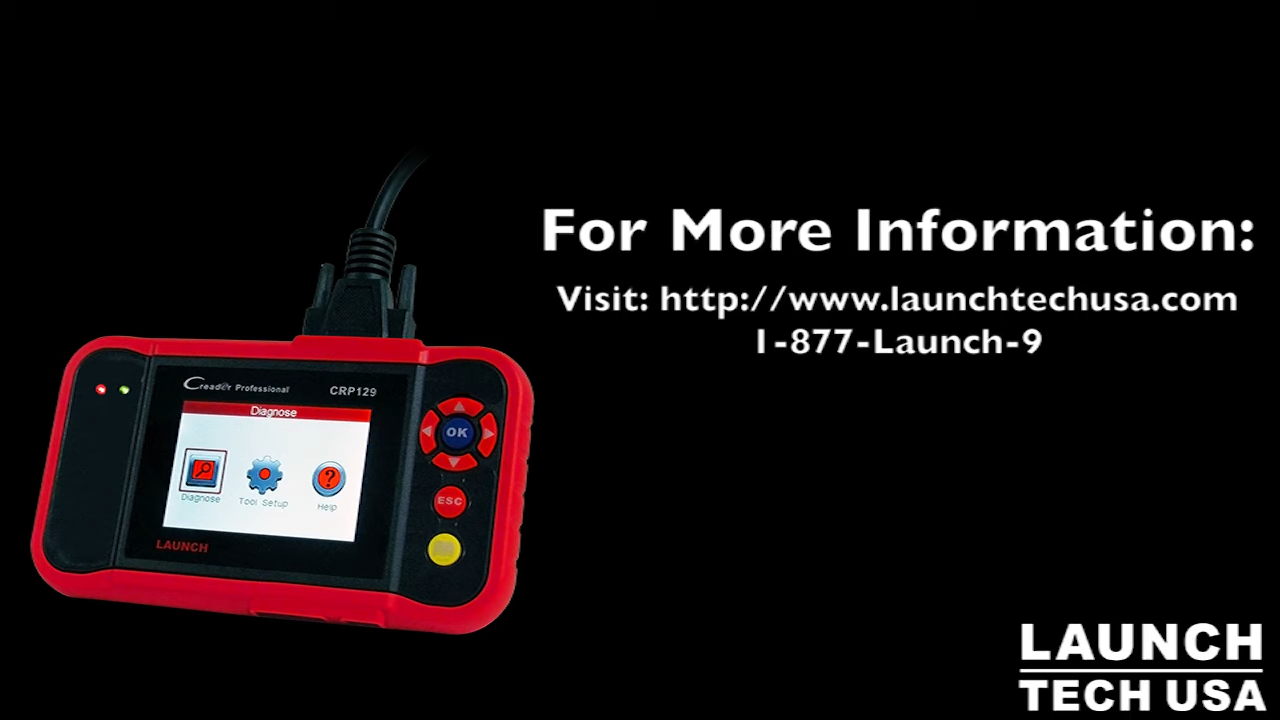 For More Information:
Visit: http://www.launchtechusa.com
1-877-Launch-9
Creader Professional CRP129
Diagnose
OK
Diagnose Tool Setup Help
ESC
LAUNCH
LAUNCH
TECH USA